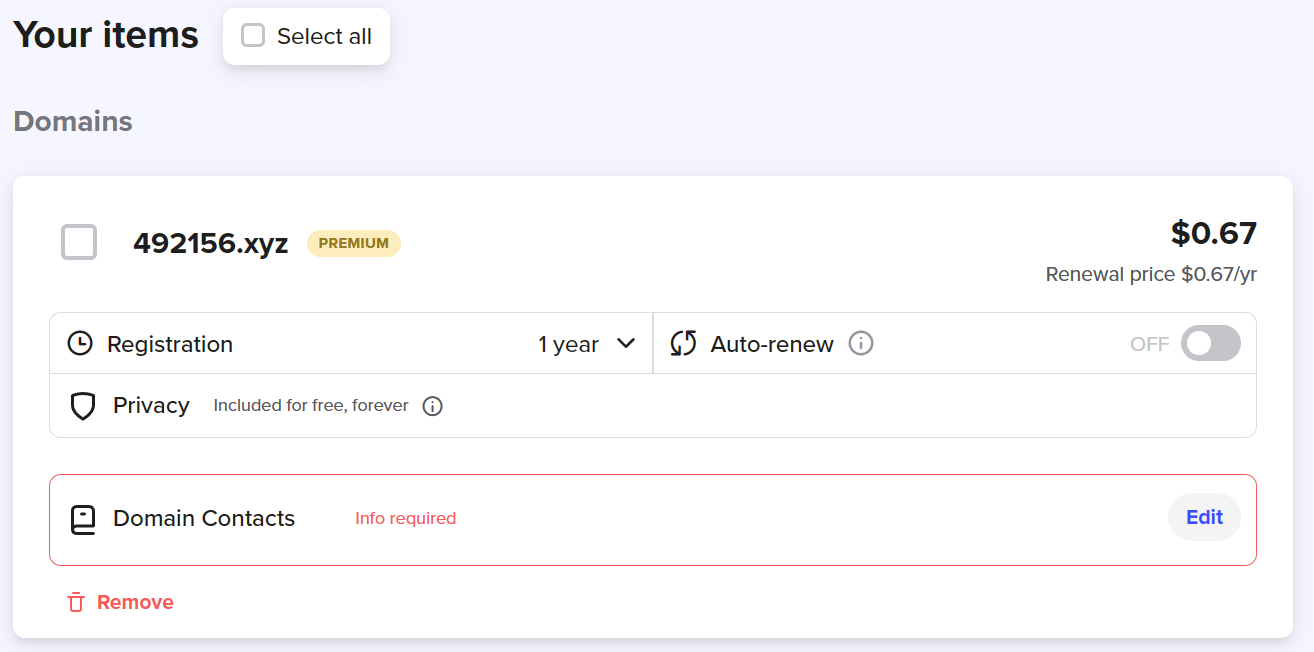 Your items Select all
Domains
492156.xyz PREMIUM $0.67
Renewal price $0.67/yr
Registration 1 year Auto-renew OFF
Privacy Included for free, forever
Domain Contacts Info required Edit
Remove